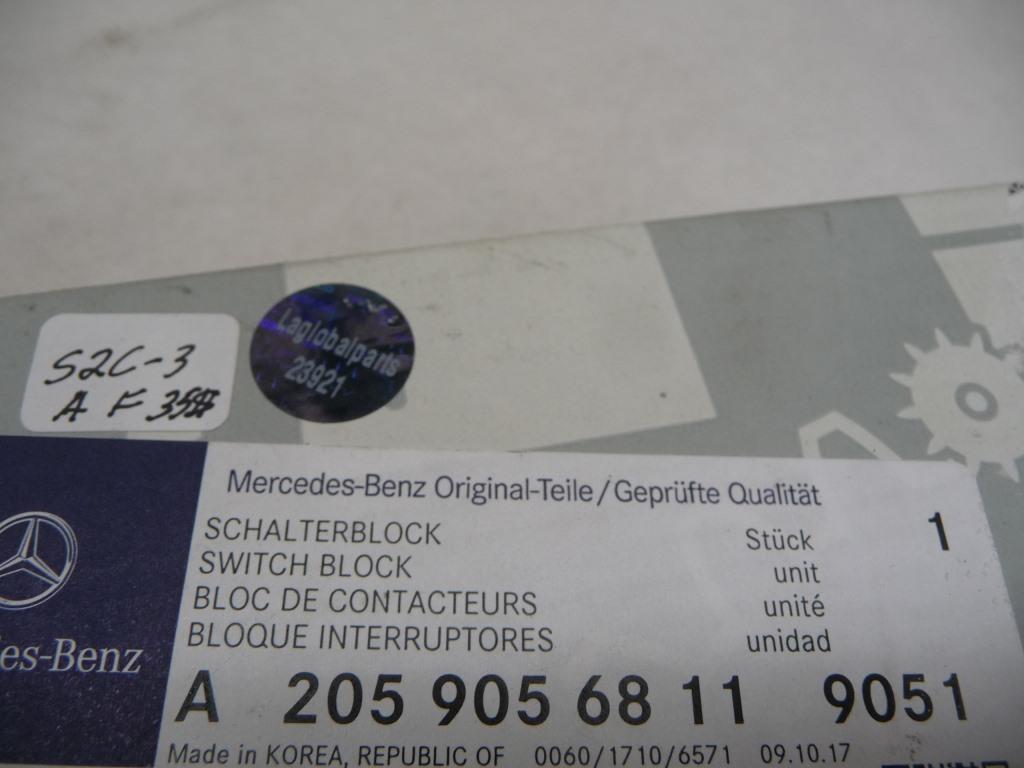 S2C-3
A F
Laglobalparts
23921
Mercedes-Benz Original-Teile/Geprüfte Qualität
SCHALTERBLOCK Stück 1
SWITCH BLOCK unit
BLOC DE CONTACTEURS unité
BLOQUE INTERRUPTORES unidad
es-Benz
A 205 905 68 11 9051
Made in KOREA, REPUBLIC OF 0060/1710/6571 09.10.17